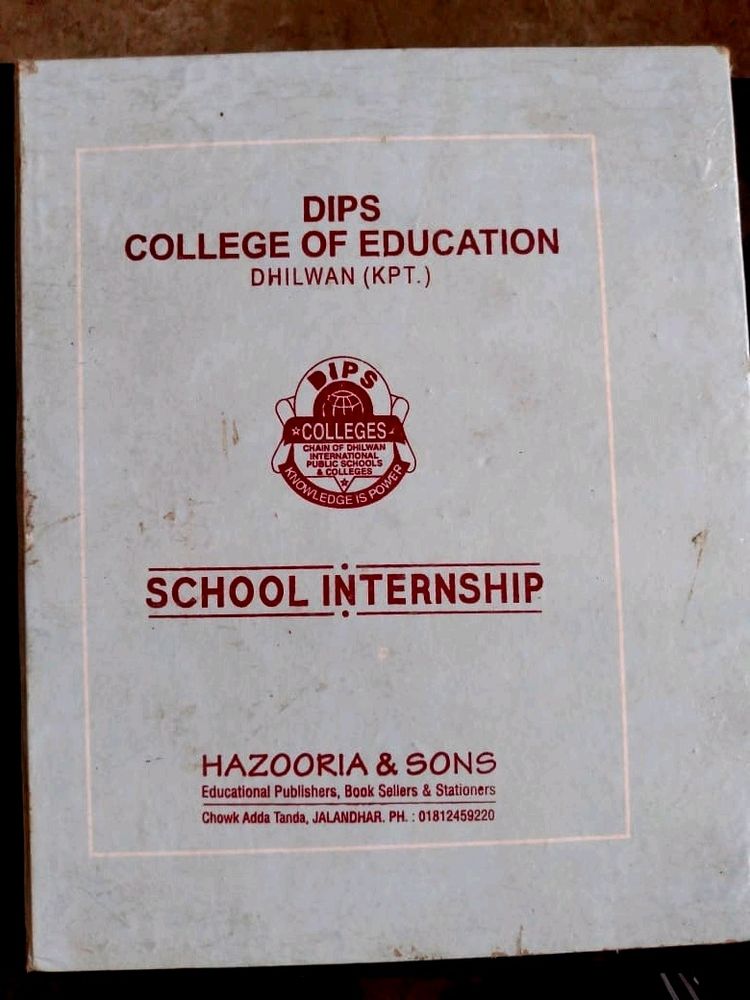 DIPS
COLLEGE OF EDUCATION
DHILWAN (KPT.)
DIPS
COLLEGES
CHAIN OF DHILWAN
INTERNATIONAL
PUBLIC SCHOOLS
& COLLEGES
KNOWLEDGE IS POWER
SCHOOL INTERNSHIP
HAZOORIA & SONS
Educational Publishers, Book Sellers & Stationers
Chowk Adda Tanda, JALANDHAR. PH. : 01812459220